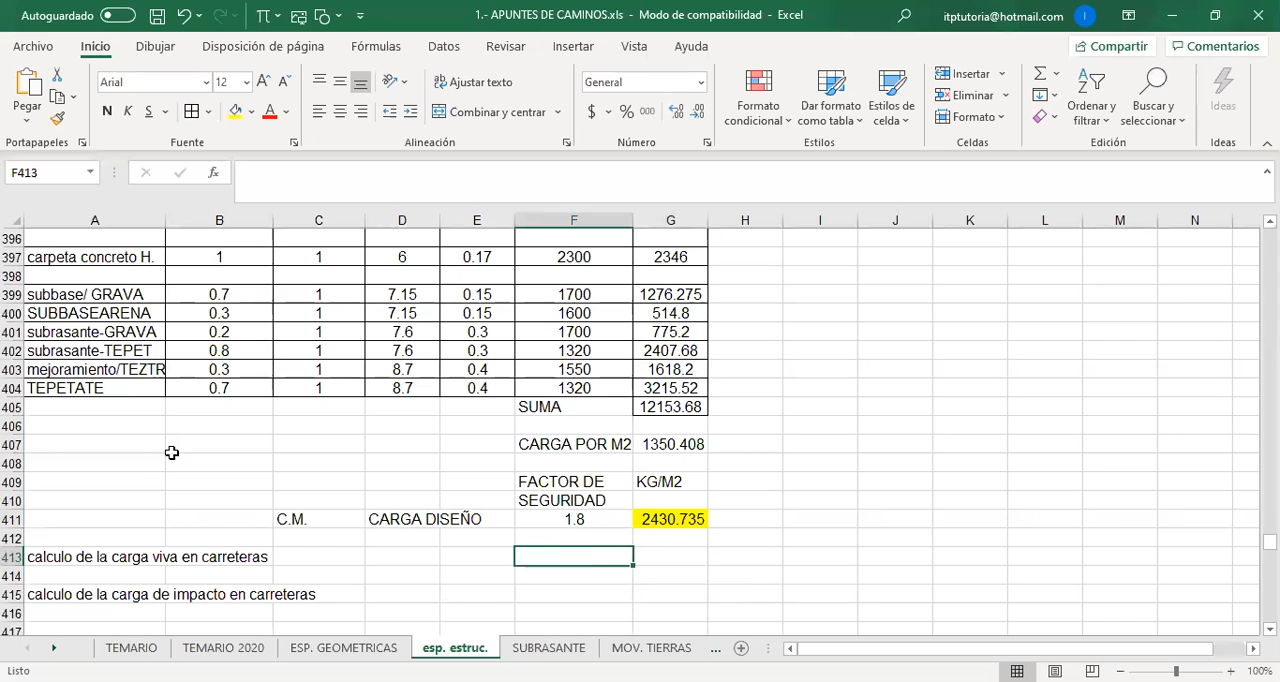 Autoguardado
1.- APUNTES DE CAMINOS.xls - Modo de compatibilidad - Excel
itptutoria@hotmail.com I
Archivo Inicio Dibujar Disposición de página Fórmulas Datos Revisar Insertar Vista Ayuda Compartir Comentarios
Pegar
Arial 12
N K S
Ajustar texto
Combinar y centrar
General
$ % 000
Formato condicional
Dar formato como tabla
Estilos de celda
Insertar
Eliminar
Formato
Ordenar y filtrar
Buscar y seleccionar
Ideas
Portapapeles Fuente Alineación Número Estilos Celdas Edición Ideas
F413 fx
A B C D E F G H I J K L M N
396
397 carpeta concreto H. 1 1 6 0.17 2300 2346
398
399 subbase/ GRAVA 0.7 1 7.15 0.15 1700 1276.275
400 SUBBASEARENA 0.3 1 7.15 0.15 1600 514.8
401 subrasante-GRAVA 0.2 1 7.6 0.3 1700 775.2
402 subrasante-TEPET 0.8 1 7.6 0.3 1320 2407.68
403 mejoramiento/TEZTR 0.3 1 8.7 0.4 1550 1618.2
404 TEPETATE 0.7 1 8.7 0.4 1320 3215.52
405 SUMA 12153.68
406
407 CARGA POR M2 1350.408
408
409 FACTOR DE KG/M2
410 SEGURIDAD
411 C.M. CARGA DISEÑO 1.8 2430.735
412
413 calculo de la carga viva en carreteras
414
415 calculo de la carga de impacto en carreteras
416
417
TEMARIO TEMARIO 2020 ESP. GEOMETRICAS esp. estruc. SUBRASANTE MOV. TIERRAS ...
Listo 100%